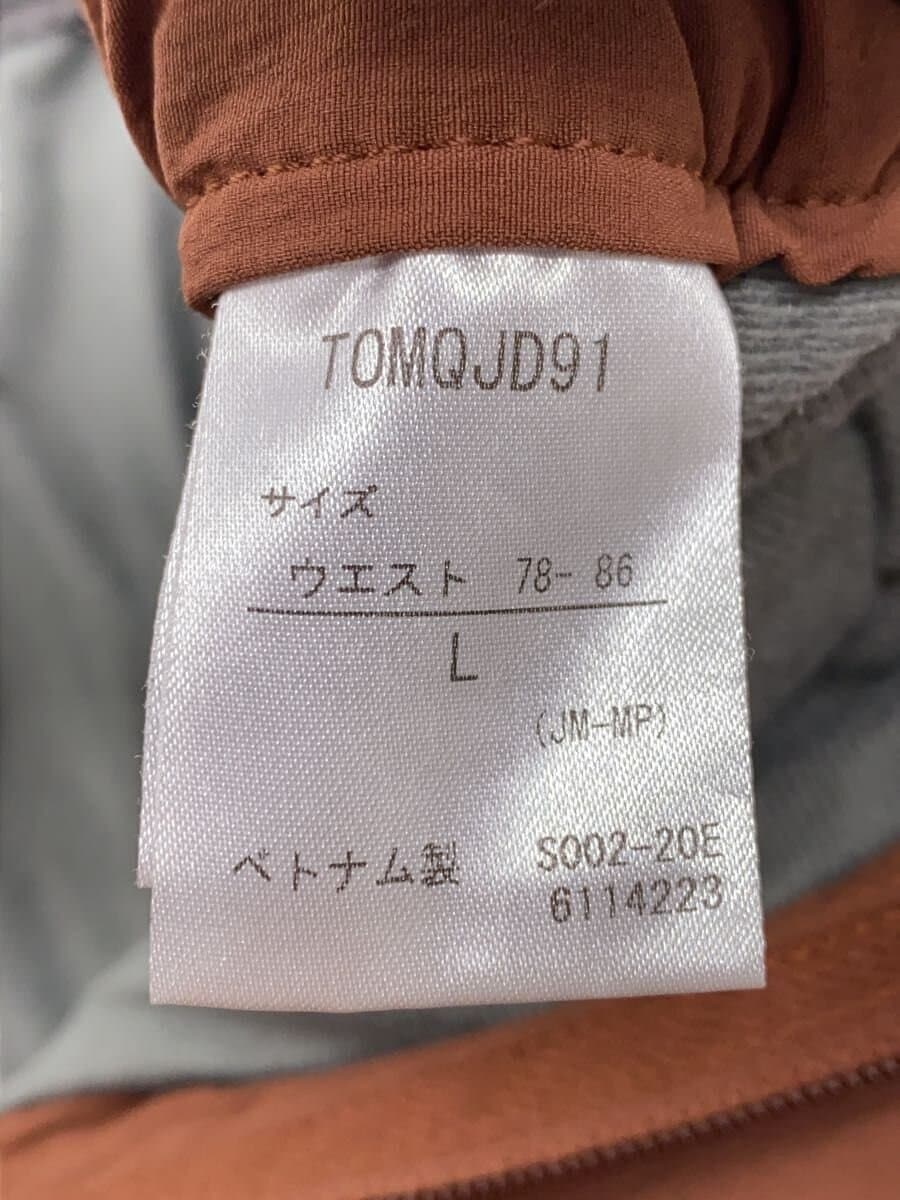 TOMQJD91
サイズ
ウエスト 78- 86
L
(JM-MP)
ベトナム製 S002-20E
6114223